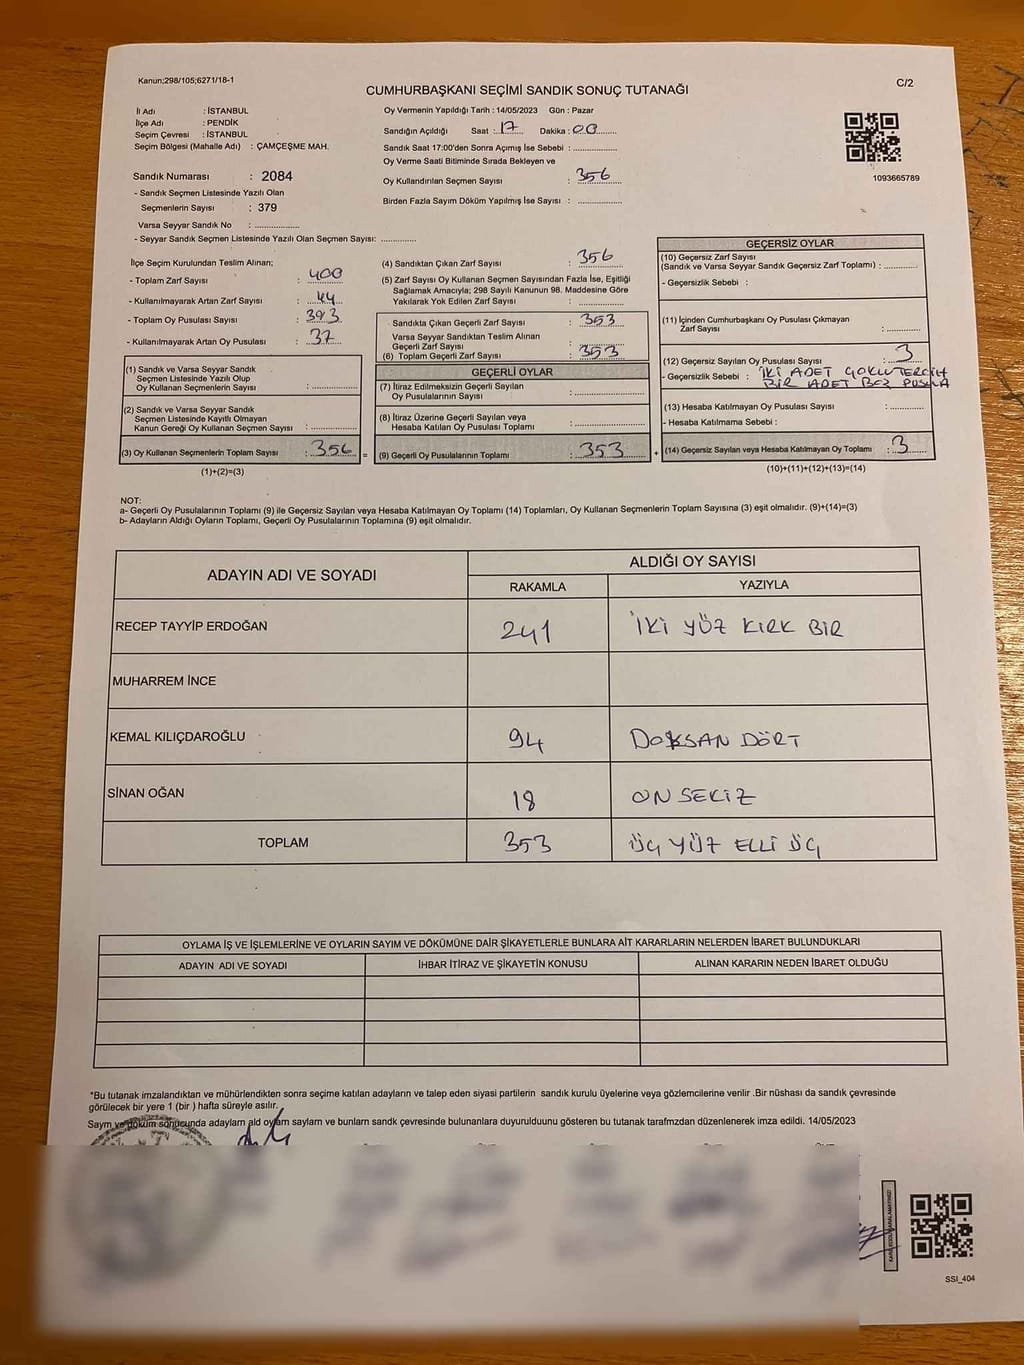 Kanun;298/105;6271/18-1
C/2
CUMHURBAŞKANI SEÇİMİ SANDIK SONUÇ TUTANAĞI
İl Adı : İSTANBUL
İlçe Adı : PENDİK
Seçim Çevresi : İSTANBUL
Seçim Bölgesi (Mahalle Adı) : ÇAMÇEŞME MAH.
Sandık Numarası : 2084
- Sandık Seçmen Listesinde Yazılı Olan
Seçmenlerin Sayısı : 379
Varsa Seyyar Sandık No : ..............
- Seyyar Sandık Seçmen Listesinde Yazılı Olan Seçmen Sayısı: ............
Oy Vermenin Yapıldığı Tarih : 14/05/2023 Gün : Pazar
Sandığın Açıldığı Saat : 17 Dakika : 00
Sandık Saat 17:00'den Sonra Açımış İse Sebebi : ..............
Oy Verme Saati Bitiminde Sırada Bekleyen ve
Oy Kullandırılan Seçmen Sayısı : 356
Birden Fazla Sayım Döküm Yapılmış İse Sayısı : ..............
1093665789
İlçe Seçim Kurulundan Teslim Alınan;
- Toplam Zarf Sayısı : 400
- Kullanılmayarak Artan Zarf Sayısı : 44
- Toplam Oy Pusulası Sayısı : 393
- Kullanılmayarak Artan Oy Pusulası : 37
(1) Sandık ve Varsa Seyyar Sandık
Seçmen Listesinde Yazılı Olup
Oy Kullanan Seçmenlerin Sayısı : ..............
(2) Sandık ve Varsa Seyyar Sandık
Seçmen Listesinde Kayıtlı Olmayan
Kanun Gereği Oy Kullanan Seçmen Sayısı : ..............
(3) Oy Kullanan Seçmenlerin Toplam Sayısı : 356 =
(1)+(2)=(3)
(4) Sandıktan Çıkan Zarf Sayısı : 356
(5) Zarf Sayısı Oy Kullanan Seçmen Sayısından Fazla İse, Eşitliği
Sağlamak Amacıyla; 298 Sayılı Kanunun 98. Maddesine Göre
Yakılarak Yok Edilen Zarf Sayısı : ..............
Sandıkta Çıkan Geçerli Zarf Sayısı : 353
Varsa Seyyar Sandıktan Teslim Alınan
Geçerli Zarf Sayısı : ..............
(6) Toplam Geçerli Zarf Sayısı : 353
GEÇERLİ OYLAR
(7) İtiraz Edilmeksizin Geçerli Sayılan
Oy Pusulalarının Sayısı : ..............
(8) İtiraz Üzerine Geçerli Sayılan veya
Hesaba Katılan Oy Pusulası Toplamı : ..............
(9) Geçerli Oy Pusulalarının Toplamı : 353 +
GEÇERSİZ OYLAR
(10) Geçersiz Zarf Sayısı
(Sandık ve Varsa Seyyar Sandık Geçersiz Zarf Toplamı) : ............
- Geçersizlik Sebebi :
(11) İçinden Cumhurbaşkanı Oy Pusulası Çıkmayan
Zarf Sayısı : ............
(12) Geçersiz Sayılan Oy Pusulası Sayısı : 3
- Geçersizlik Sebebi : İKİ ADET ÇOKLU TERCİH
BİR ADET BOŞ PUSULA
(13) Hesaba Katılmayan Oy Pusulası Sayısı : ............
- Hesaba Katılmama Sebebi :
(14) Geçersiz Sayılan veya Hesaba Katılmayan Oy Toplamı : 3
(10)+(11)+(12)+(13)=(14)
NOT:
a- Geçerli Oy Pusulalarının Toplamı (9) ile Geçersiz Sayılan veya Hesaba Katılmayan Oy Toplamı (14) Toplamları, Oy Kullanan Seçmenlerin Toplam Sayısına (3) eşit olmalıdır. (9)+(14)=(3)
b- Adayların Aldığı Oyların Toplamı, Geçerli Oy Pusulalarının Toplamına (9) eşit olmalıdır.
ADAYIN ADI VE SOYADI
ALDIĞI OY SAYISI
RAKAMLA YAZIYLA
RECEP TAYYİP ERDOĞAN 241 İKİ YÜZ KIRK BİR
MUHARREM İNCE
KEMAL KILIÇDAROĞLU 94 DOKSAN DÖRT
SİNAN OĞAN 18 ON SEKİZ
TOPLAM 353 ÜÇ YÜZ ELLİ ÜÇ
OYLAMA İŞ VE İŞLEMLERİNE VE OYLARIN SAYIM VE DÖKÜMÜNE DAİR ŞİKAYETLERLE BUNLARA AİT KARARLARIN NELERDEN İBARET BULUNDUKLARI
ADAYIN ADI VE SOYADI İHBAR İTİRAZ VE ŞİKAYETİN KONUSU ALINAN KARARIN NEDEN İBARET OLDUĞU
*Bu tutanak imzalandıktan ve mühürlendikten sonra seçime katılan adayların ve talep eden siyasi partilerin sandık kurulu üyelerine veya gözlemcilerine verilir .Bir nüshası da sandık çevresinde
görülecek bir yere 1 (bir ) hafta süreyle asılır.
Sayım ve döküm sonucunda adaylam ald oylam saylam ve bunlarm sandk çevresinde bulunanlara duyurulduunu gösteren bu tutanak tarafmzdan düzenlenerek imza edildi. 14/05/2023
SSI_404